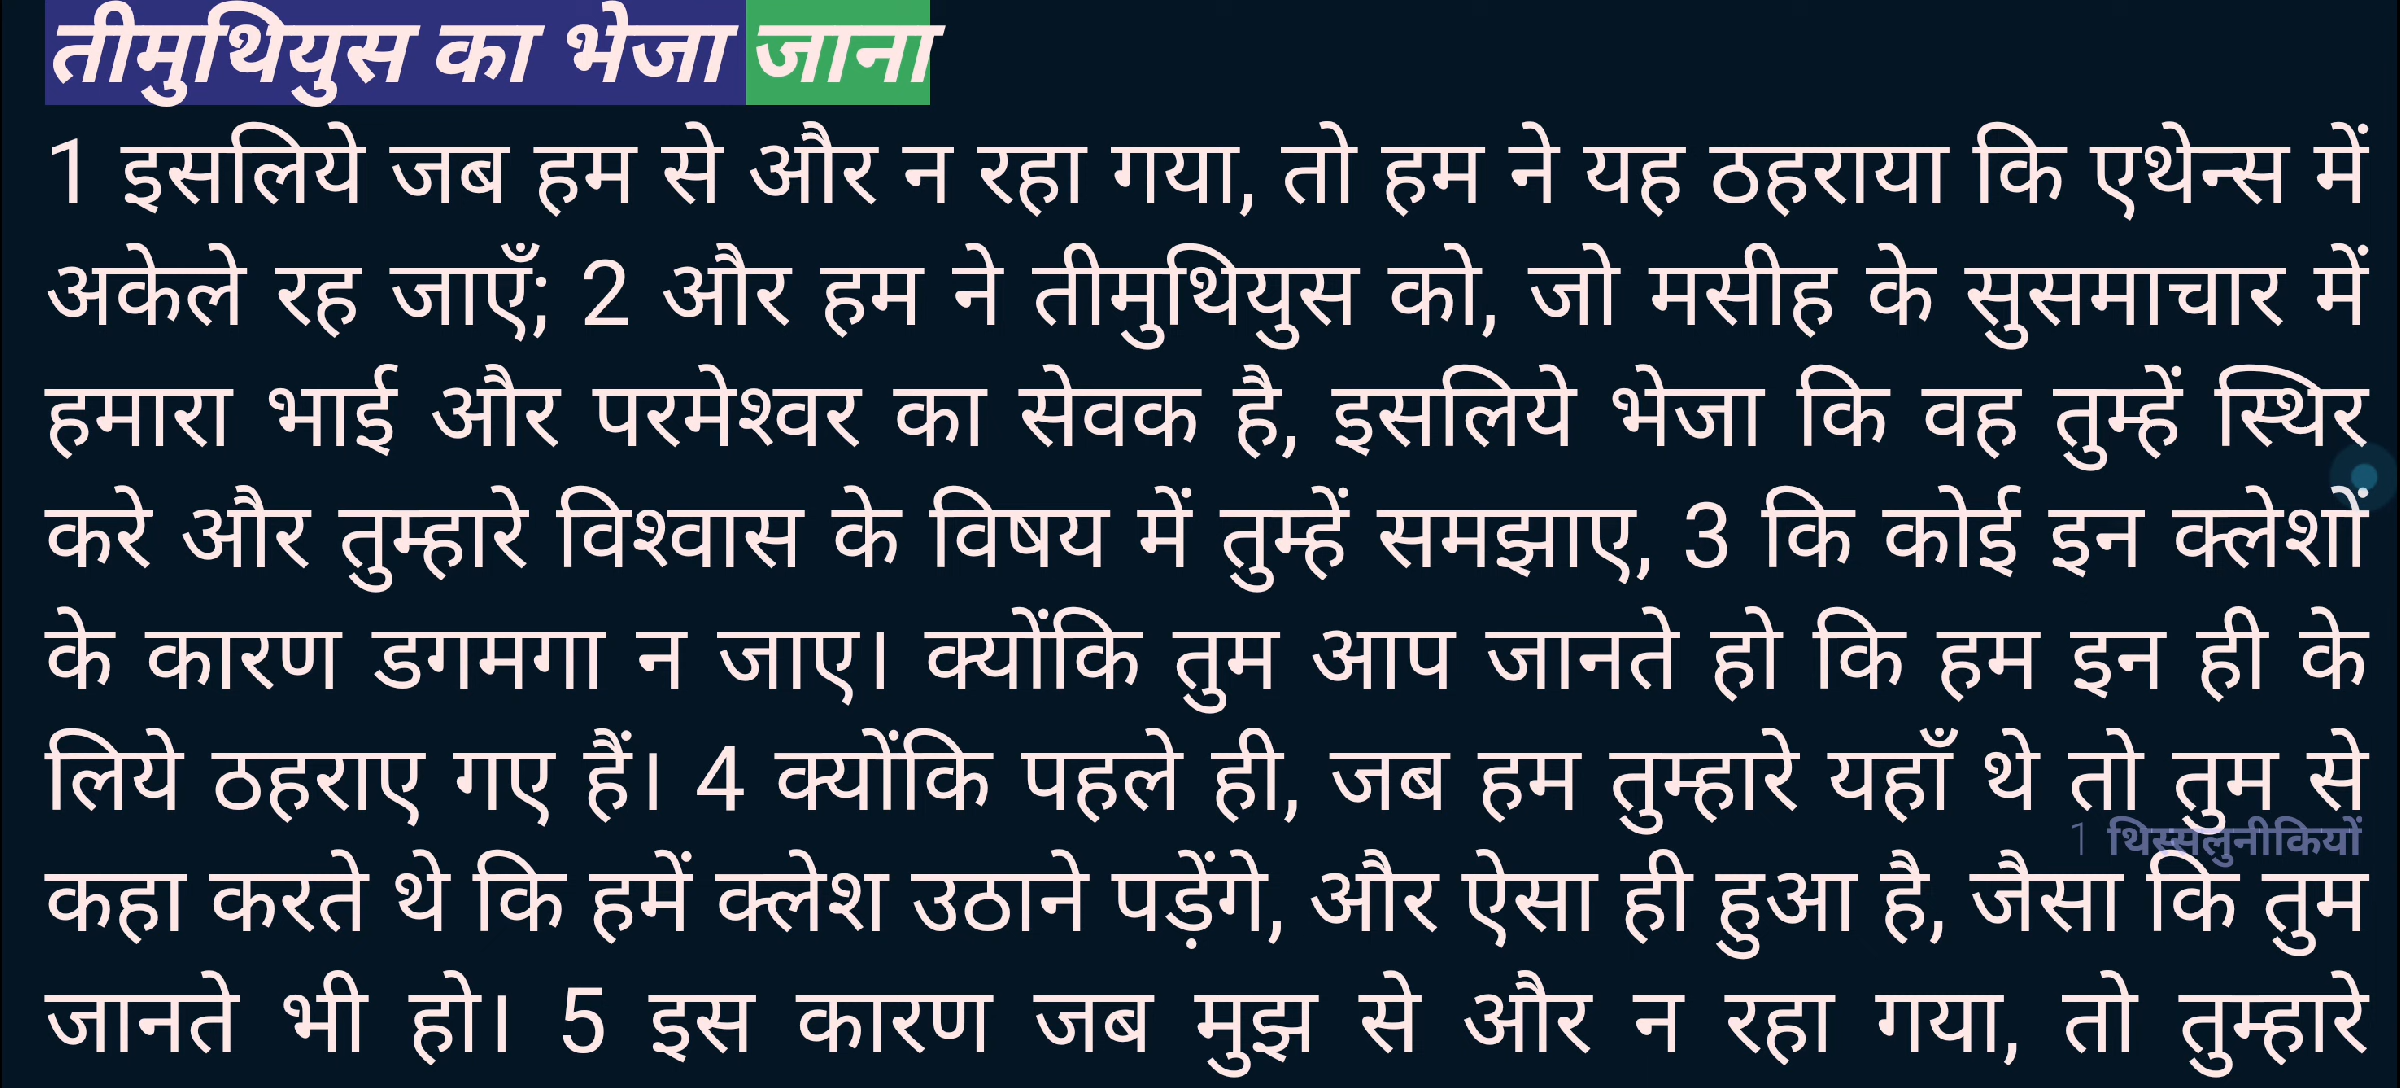 तीमुथियुस का भेजा जाना
1 इसलिये जब हम से और न रहा गया, तो हम ने यह ठहराया कि एथेन्स में
अकेले रह जाएँ; 2 और हम ने तीमुथियुस को, जो मसीह के सुसमाचार में
हमारा भाई और परमेश्वर का सेवक है, इसलिये भेजा कि वह तुम्हें स्थिर
करे और तुम्हारे विश्वास के विषय में तुम्हें समझाए, 3 कि कोई इन क्लेशों
के कारण डगमगा न जाए। क्योंकि तुम आप जानते हो कि हम इन ही के
लिये ठहराए गए हैं। 4 क्योंकि पहले ही, जब हम तुम्हारे यहाँ थे तो तुम से
1 थिस्सलुनीकियों
कहा करते थे कि हमें क्लेश उठाने पड़ेंगे, और ऐसा ही हुआ है, जैसा कि तुम
जानते भी हो। 5 इस कारण जब मुझ से और न रहा गया, तो तुम्हारे